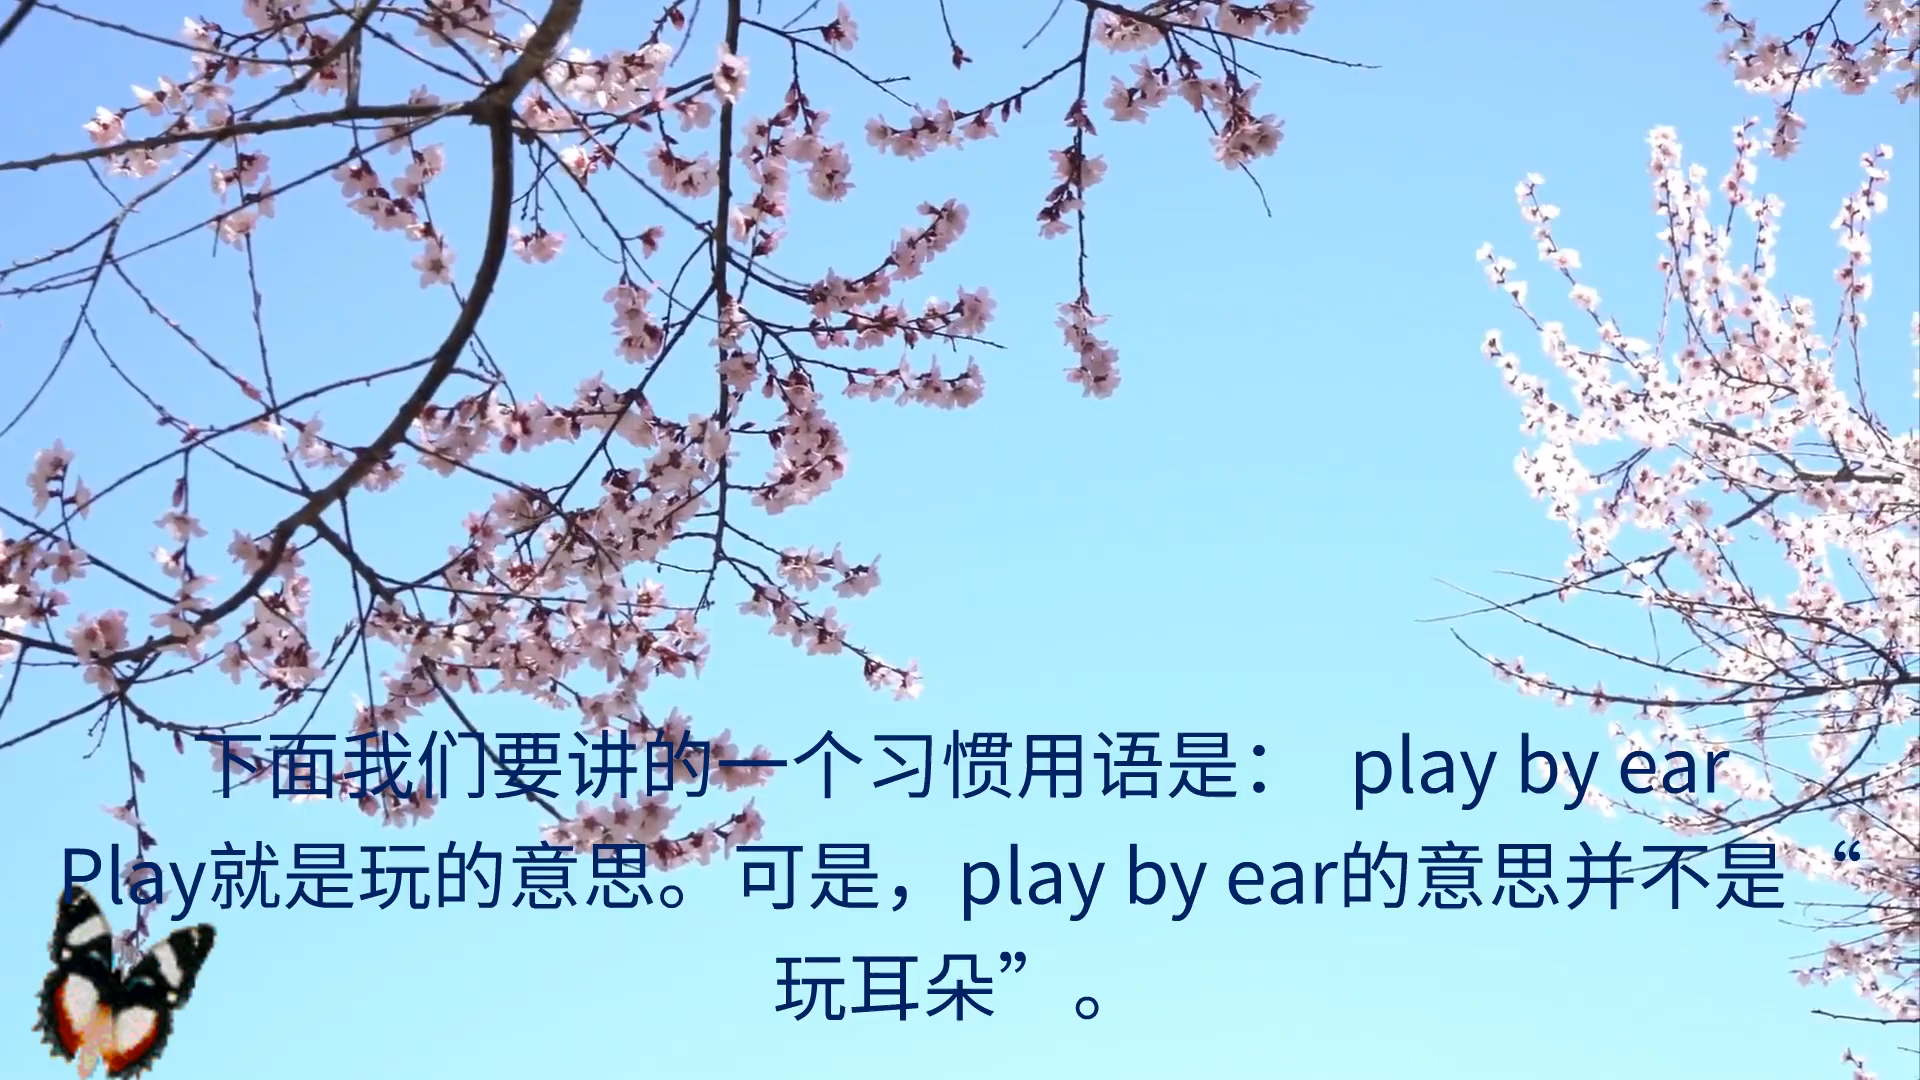 下面我们要讲的一个习惯用语是： play by ear
Play就是玩的意思。可是，play by ear的意思并不是“
玩耳朵”。